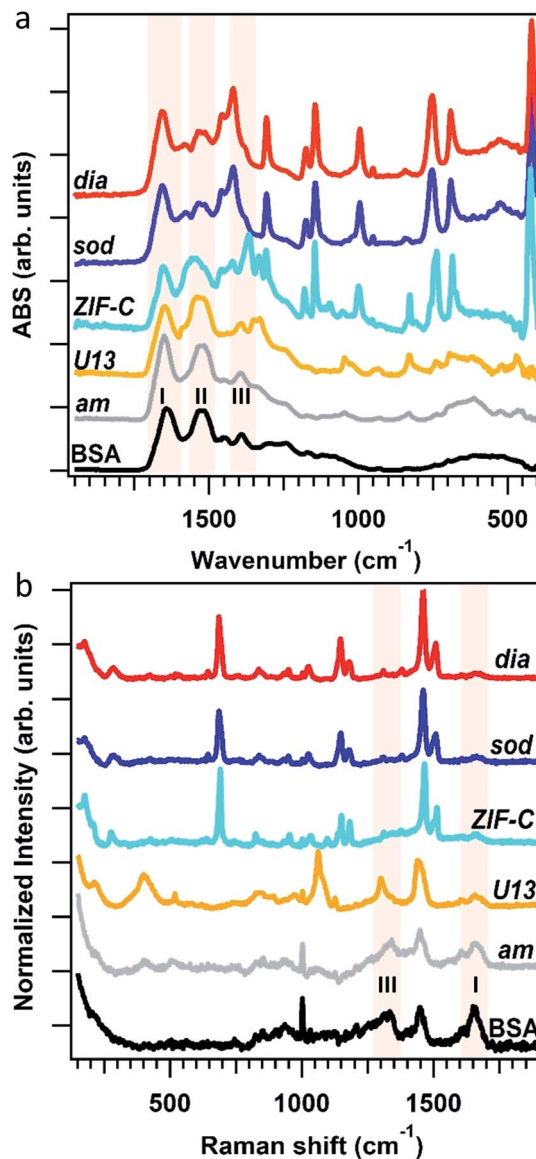 a
ABS (arb. units)
dia
sod
ZIF-C
U13
am
I II III
BSA
1500 1000 500
Wavenumber (cm-1)
b
Normalized Intensity (arb. units)
dia
sod
ZIF-C
U13
am
III I
BSA
500 1000 1500
Raman shift (cm-1)